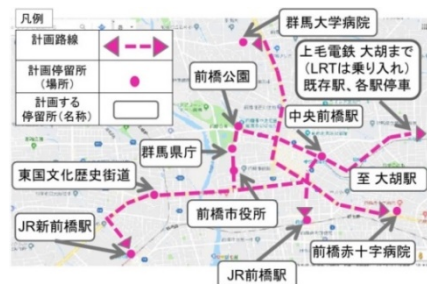 凡例
計画路線
計画停留所
(場所)
計画する
停留所(名称)
群馬大学病院
上毛電鉄 大胡まで
(LRTは乗り入れ)
既存駅、各駅停車
前橋公園
中央前橋駅
群馬県庁
東国文化歴史街道
至 大胡駅
前橋市役所
JR新前橋駅
JR前橋駅
前橋赤十字病院